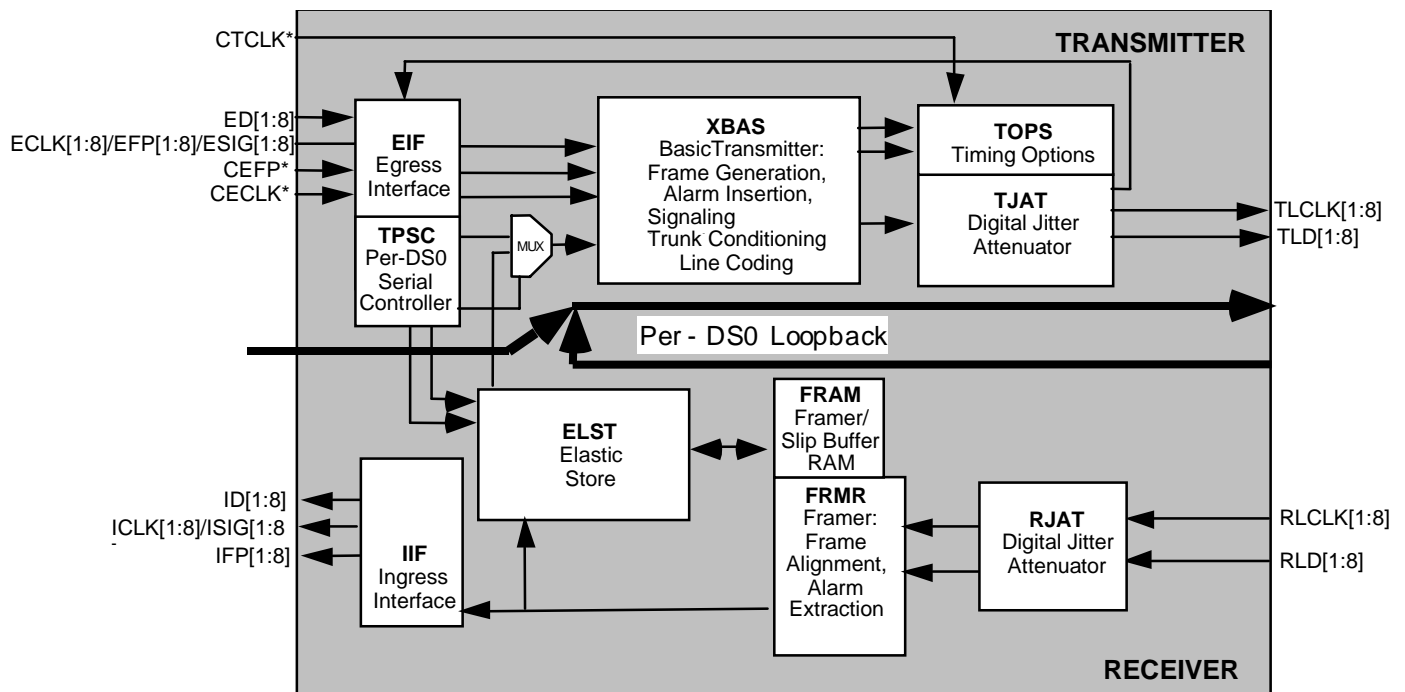 CTCLK*
TRANSMITTER
ED[1:8]
ECLK[1:8]/EFP[1:8]/ESIG[1:8]
CEFP*
CECLK*
EIF
Egress
Interface
TPSC
Per-DS0
Serial
Controller
MUX
XBAS
BasicTransmitter:
Frame Generation,
Alarm Insertion,
Signaling
Trunk Conditioning
Line Coding
TOPS
Timing Options
TJAT
Digital Jitter
Attenuator
TLCLK[1:8]
TLD[1:8]
Per - DS0 Loopback
ELST
Elastic
Store
FRAM
Framer/
Slip Buffer
RAM
FRMR
Framer:
Frame
Alignment,
Alarm
Extraction
RJAT
Digital Jitter
Attenuator
RLCLK[1:8]
RLD[1:8]
ID[1:8]
ICLK[1:8]/ISIG[1:8
IFP[1:8]
IIF
Ingress
Interface
RECEIVER